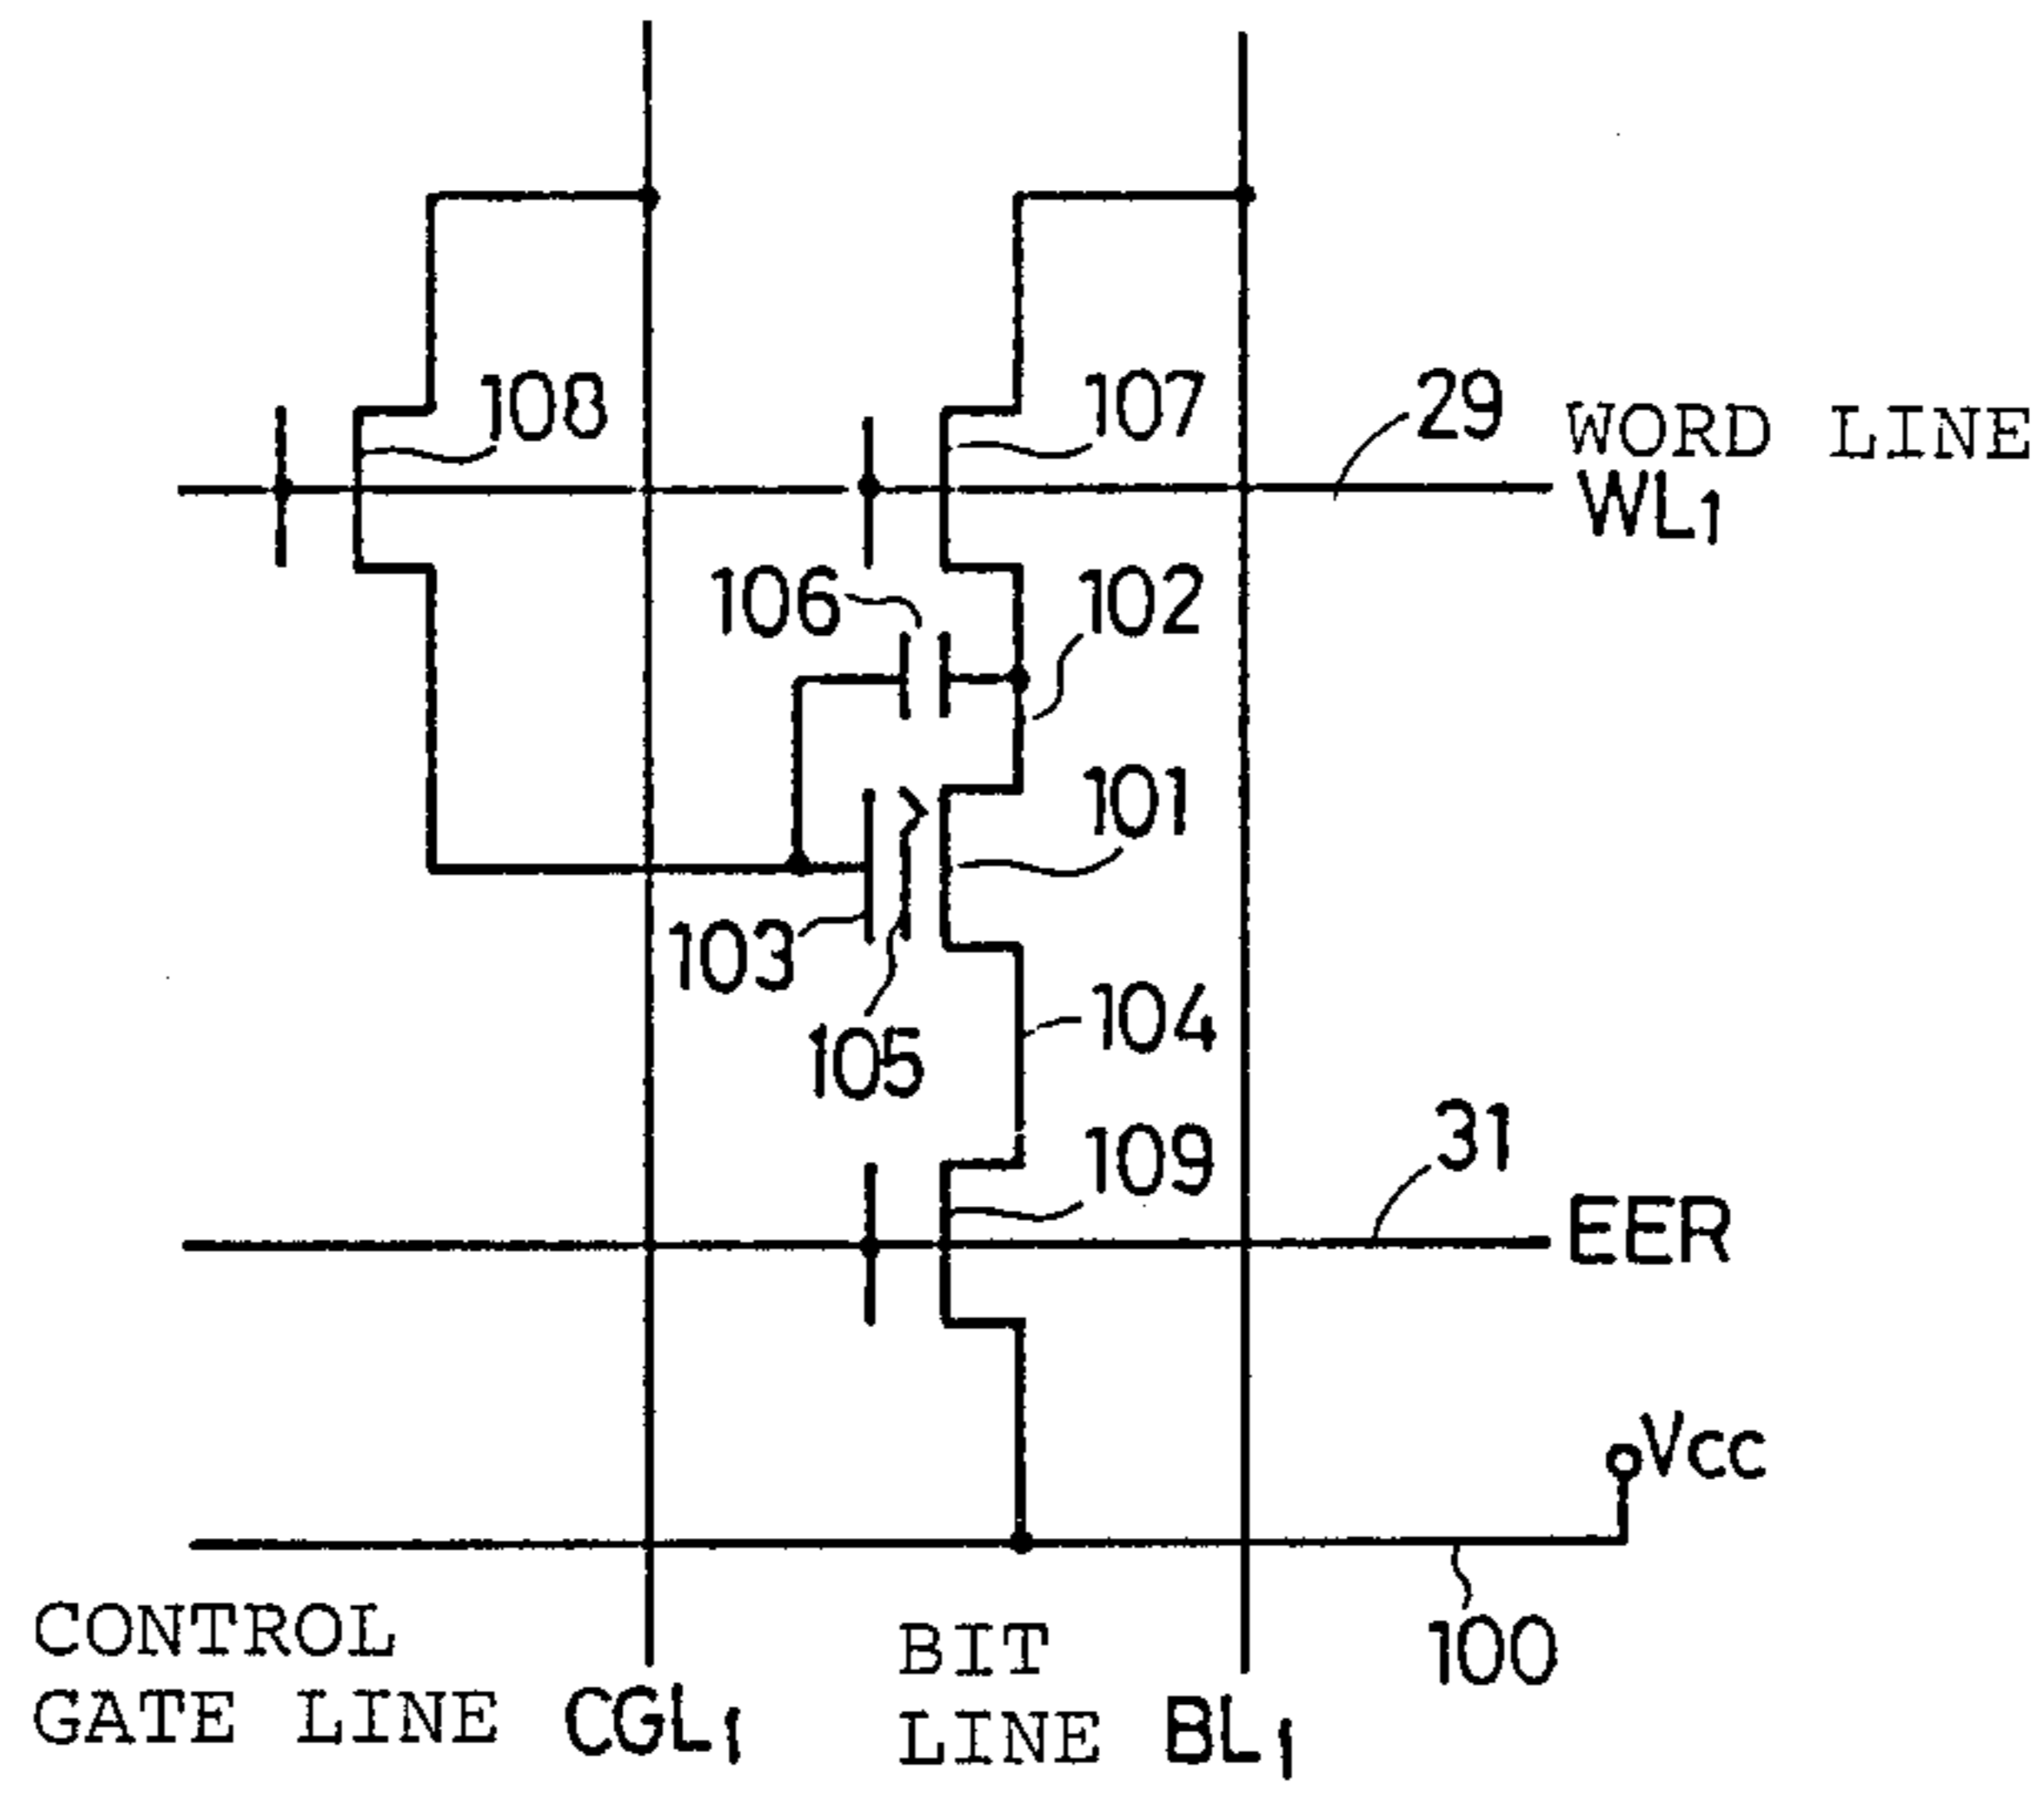 108
107
29
WORD LINE
WL1
106
102
101
103
105
104
109
31
EER
Vcc
100
CONTROL
GATE LINE
CGL1
BIT
LINE
BL1